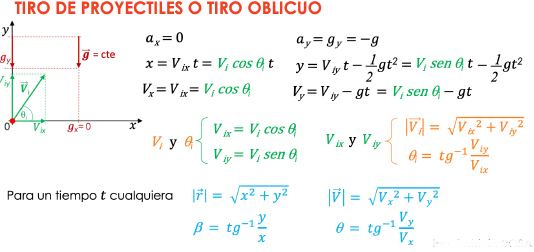 TIRO DE PROYECTILES O TIRO OBLICUO
y
g⃗ = cte
g_y
V_iy
V⃗_i
θ_i
0
V_ix
g_x=0
x
a_x = 0
a_y = g_y = -g
x = V_ix t = V_i cos θ_i t
y = V_iy t - 1/2 gt² = V_i sen θ_i t - 1/2 gt²
V_x = V_ix = V_i cos θ_i
V_y = V_iy - gt = V_i sen θ_i - gt
V_i y θ_i { V_ix = V_i cos θ_i
V_iy = V_i sen θ_i
V_ix y V_iy { |V⃗_i| = √(V_ix² + V_iy²)
θ_i = tg⁻¹ V_iy/V_ix
Para un tiempo t cualquiera
|r⃗| = √(x² + y²)
β = tg⁻¹ y/x
|V⃗| = √(V_x² + V_y²)
θ = tg⁻¹ V_y/V_x